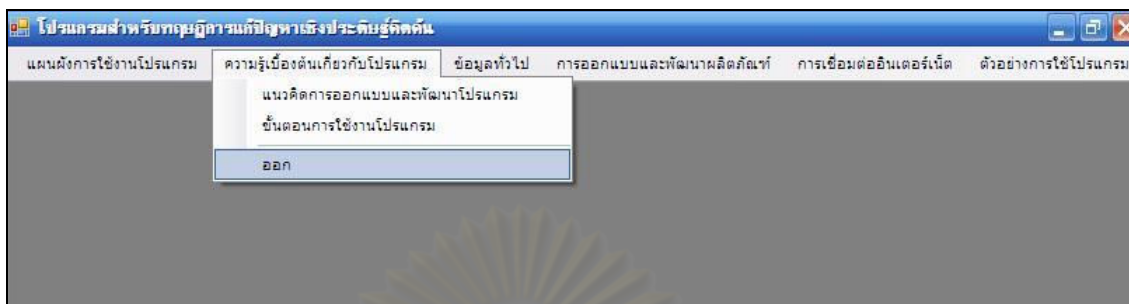 โปรแกรมสำหรับทฤษฎีการแก้ปัญหาเชิงประดิษฐ์คิดค้น
แผนผังการใช้งานโปรแกรม ความรู้เบื้องต้นเกี่ยวกับโปรแกรม ข้อมูลทั่วไป การออกแบบและพัฒนาผลิตภัณฑ์ การเชื่อมต่ออินเตอร์เน็ต ตัวอย่างการใช้โปรแกรม
แนวคิดการออกแบบและพัฒนาโปรแกรม
ขั้นตอนการใช้งานโปรแกรม
ออก